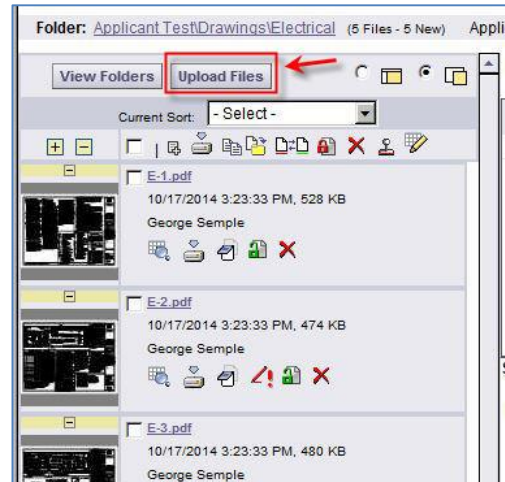 Folder: Applicant Test\Drawings\Electrical (5 Files - 5 New) Appli
View Folders Upload Files
Current Sort: - Select -
E-1.pdf
10/17/2014 3:23:33 PM, 528 KB
George Semple
E-2.pdf
10/17/2014 3:23:33 PM, 474 KB
George Semple
E-3.pdf
10/17/2014 3:23:33 PM, 480 KB
George Semple